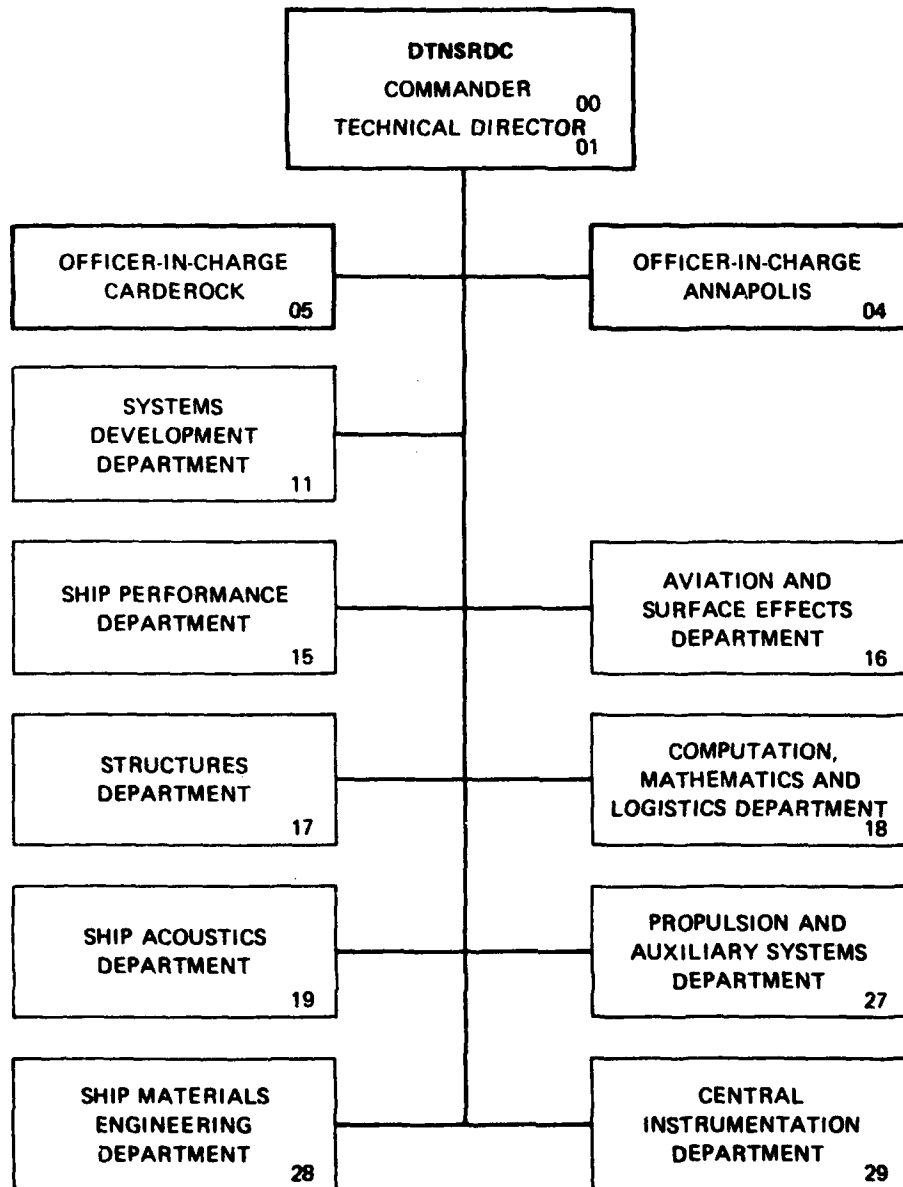 DTNSRDC
COMMANDER
00
TECHNICAL DIRECTOR
01
OFFICER-IN-CHARGE
CARDEROCK
05
OFFICER-IN-CHARGE
ANNAPOLIS
04
SYSTEMS
DEVELOPMENT
DEPARTMENT
11
SHIP PERFORMANCE
DEPARTMENT
15
AVIATION AND
SURFACE EFFECTS
DEPARTMENT
16
STRUCTURES
DEPARTMENT
17
COMPUTATION,
MATHEMATICS AND
LOGISTICS DEPARTMENT
18
SHIP ACOUSTICS
DEPARTMENT
19
PROPULSION AND
AUXILIARY SYSTEMS
DEPARTMENT
27
SHIP MATERIALS
ENGINEERING
DEPARTMENT
28
CENTRAL
INSTRUMENTATION
DEPARTMENT
29